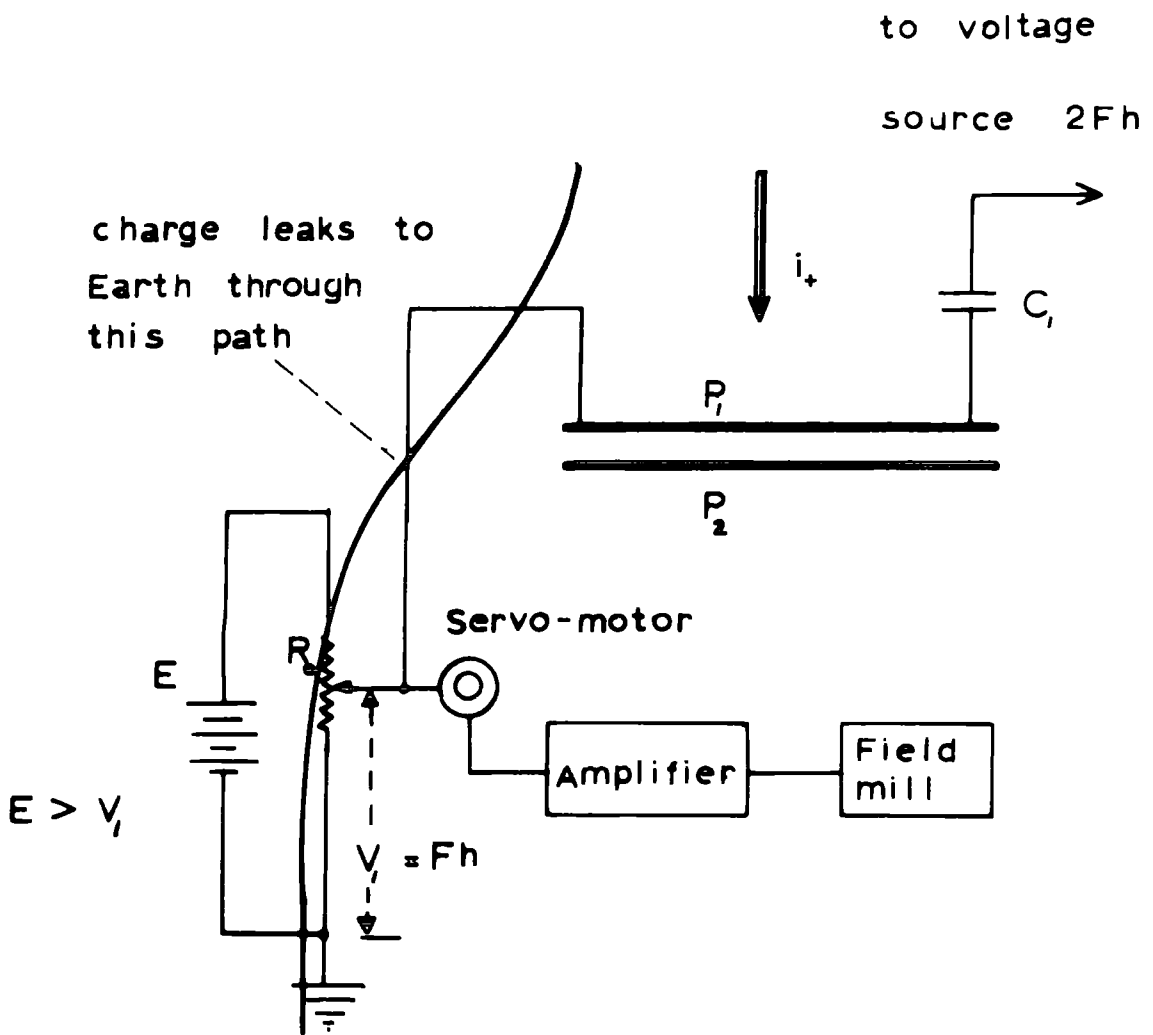 to voltage
source 2Fh
charge leaks to
Earth through
this path
i+
C1
P1
P2
Servo-motor
R
E
Amplifier
Field
mill
E > V1
V1 = Fh